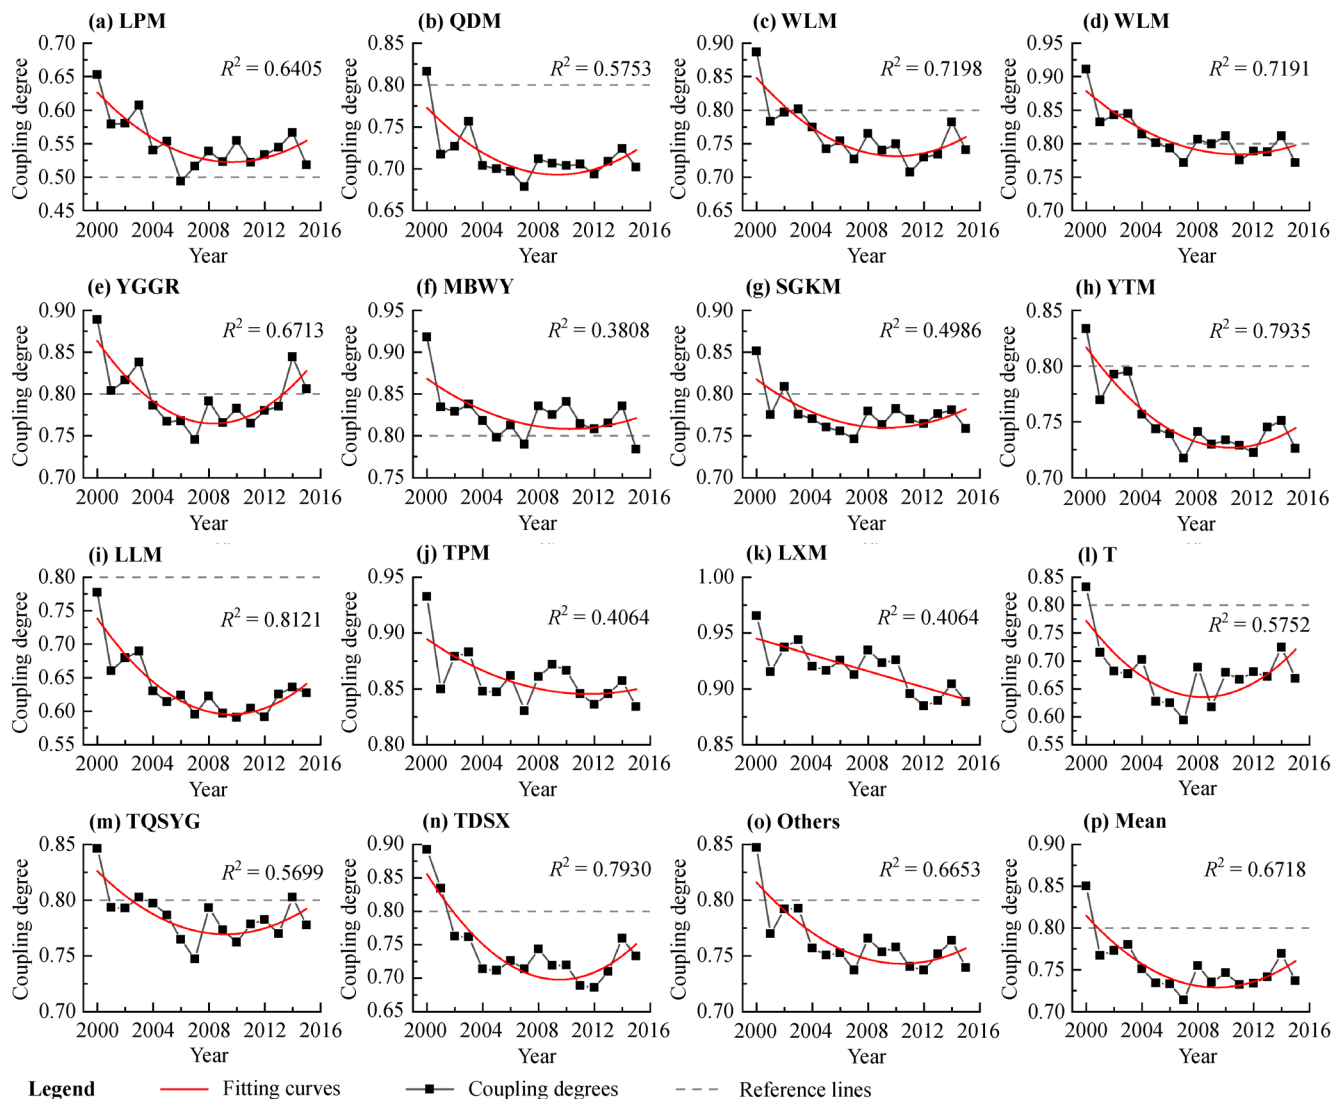 (a) LPM
(b) QDM
(c) WLM
(d) WLM
R² = 0.6405
R² = 0.5753
R² = 0.7198
R² = 0.7191
Coupling degree
0.70
0.65
0.60
0.55
0.50
0.45
2000 2004 2008 2012 2016
Year
Coupling degree
0.85
0.80
0.75
0.70
0.65
2000 2004 2008 2012 2016
Year
Coupling degree
0.90
0.85
0.80
0.75
0.70
0.65
2000 2004 2008 2012 2016
Year
Coupling degree
0.95
0.90
0.85
0.80
0.75
0.70
2000 2004 2008 2012 2016
Year
(e) YGGR
(f) MBWY
(g) SGKM
(h) YTM
R² = 0.6713
R² = 0.3808
R² = 0.4986
R² = 0.7935
Coupling degree
0.90
0.85
0.80
0.75
0.70
2000 2004 2008 2012 2016
Year
Coupling degree
0.95
0.90
0.85
0.80
0.75
2000 2004 2008 2012 2016
Year
Coupling degree
0.90
0.85
0.80
0.75
0.70
2000 2004 2008 2012 2016
Year
Coupling degree
0.85
0.80
0.75
0.70
2000 2004 2008 2012 2016
Year
(i) LLM
(j) TPM
(k) LXM
(l) T
R² = 0.8121
R² = 0.4064
R² = 0.4064
R² = 0.5752
Coupling degree
0.80
0.75
0.70
0.65
0.60
0.55
2000 2004 2008 2012 2016
Year
Coupling degree
0.95
0.90
0.85
0.80
2000 2004 2008 2012 2016
Year
Coupling degree
1.00
0.95
0.90
0.85
2000 2004 2008 2012 2016
Year
Coupling degree
0.85
0.80
0.75
0.70
0.65
0.60
0.55
2000 2004 2008 2012 2016
Year
(m) TQSYG
(n) TDSX
(o) Others
(p) Mean
R² = 0.5699
R² = 0.7930
R² = 0.6653
R² = 0.6718
Coupling degree
0.85
0.80
0.75
0.70
2000 2004 2008 2012 2016
Year
Coupling degree
0.90
0.85
0.80
0.75
0.70
0.65
2000 2004 2008 2012 2016
Year
Coupling degree
0.85
0.80
0.75
0.70
2000 2004 2008 2012 2016
Year
Coupling degree
0.90
0.85
0.80
0.75
0.70
2000 2004 2008 2012 2016
Year
Legend
Fitting curves
Coupling degrees
Reference lines